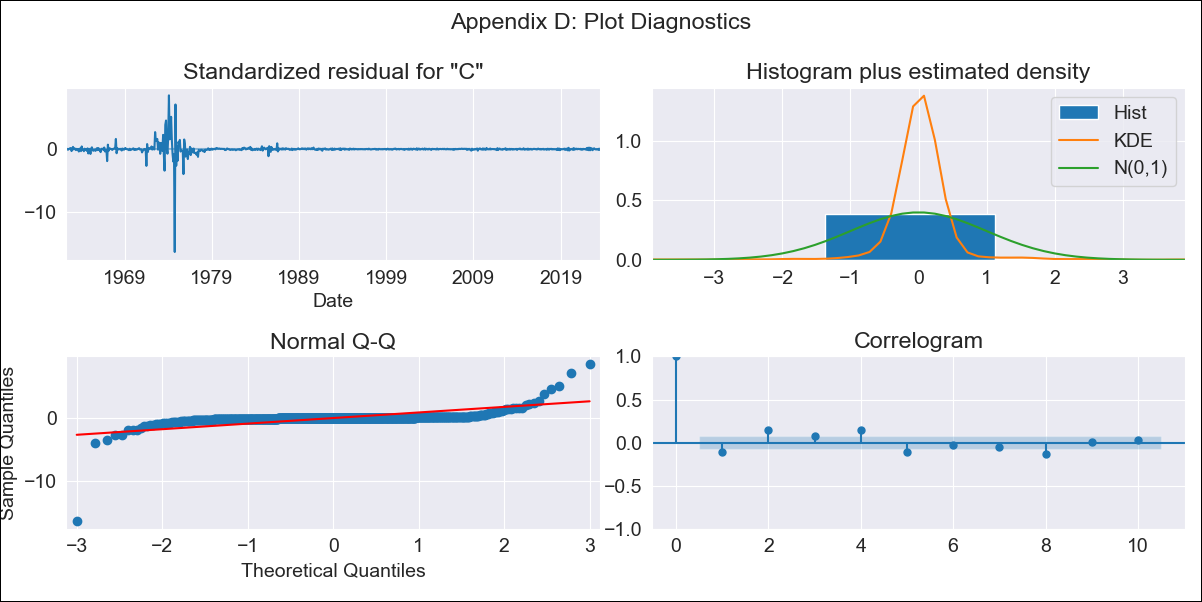 Appendix D: Plot Diagnostics
Standardized residual for "C"
0
−10
1969 1979 1989 1999 2009 2019
Date
Histogram plus estimated density
Hist
KDE
N(0,1)
1.0
0.5
0.0
−3 −2 −1 0 1 2 3
Normal Q-Q
Sample Quantiles
0
−10
−3 −2 −1 0 1 2 3
Theoretical Quantiles
Correlogram
1.0
0.5
0.0
−0.5
−1.0
0 2 4 6 8 10